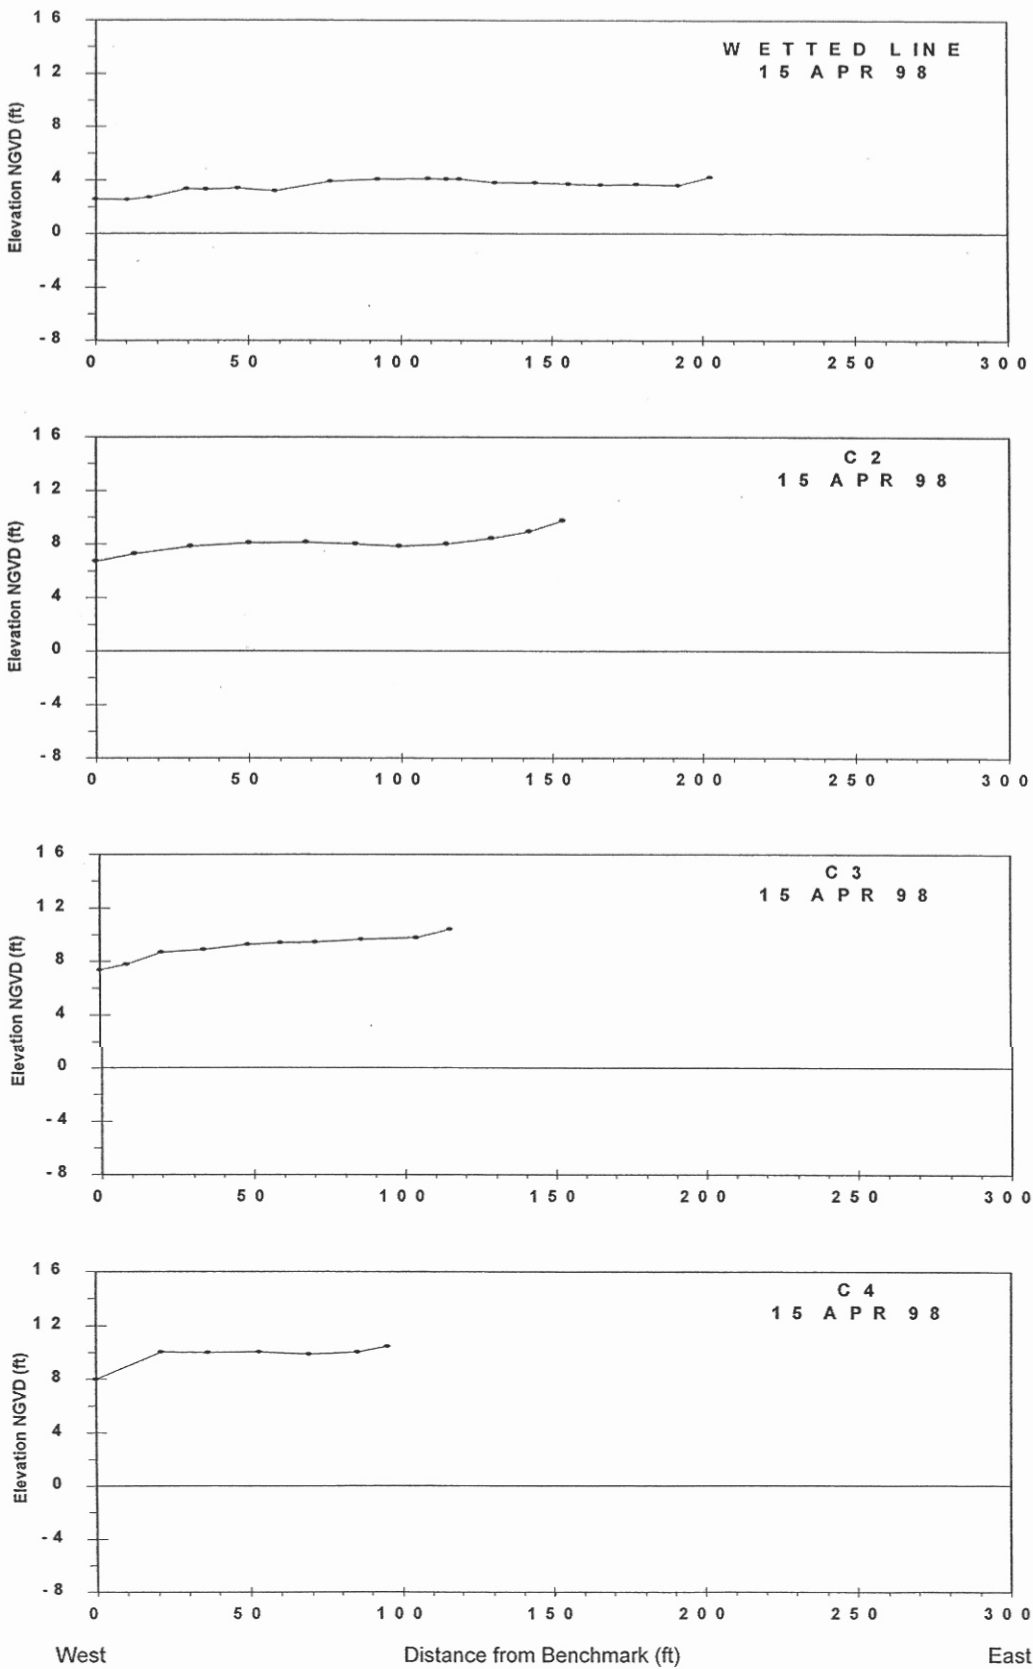 16
WETTED LINE
15 APR 98
12
8
4
0
-4
-8
Elevation NGVD (ft)
0 50 100 150 200 250 300
16
C2
15 APR 98
12
8
4
0
-4
-8
Elevation NGVD (ft)
0 50 100 150 200 250 300
16
C3
15 APR 98
12
8
4
0
-4
-8
Elevation NGVD (ft)
0 50 100 150 200 250 300
16
C4
15 APR 98
12
8
4
0
-4
-8
Elevation NGVD (ft)
0 50 100 150 200 250 300
West Distance from Benchmark (ft) East